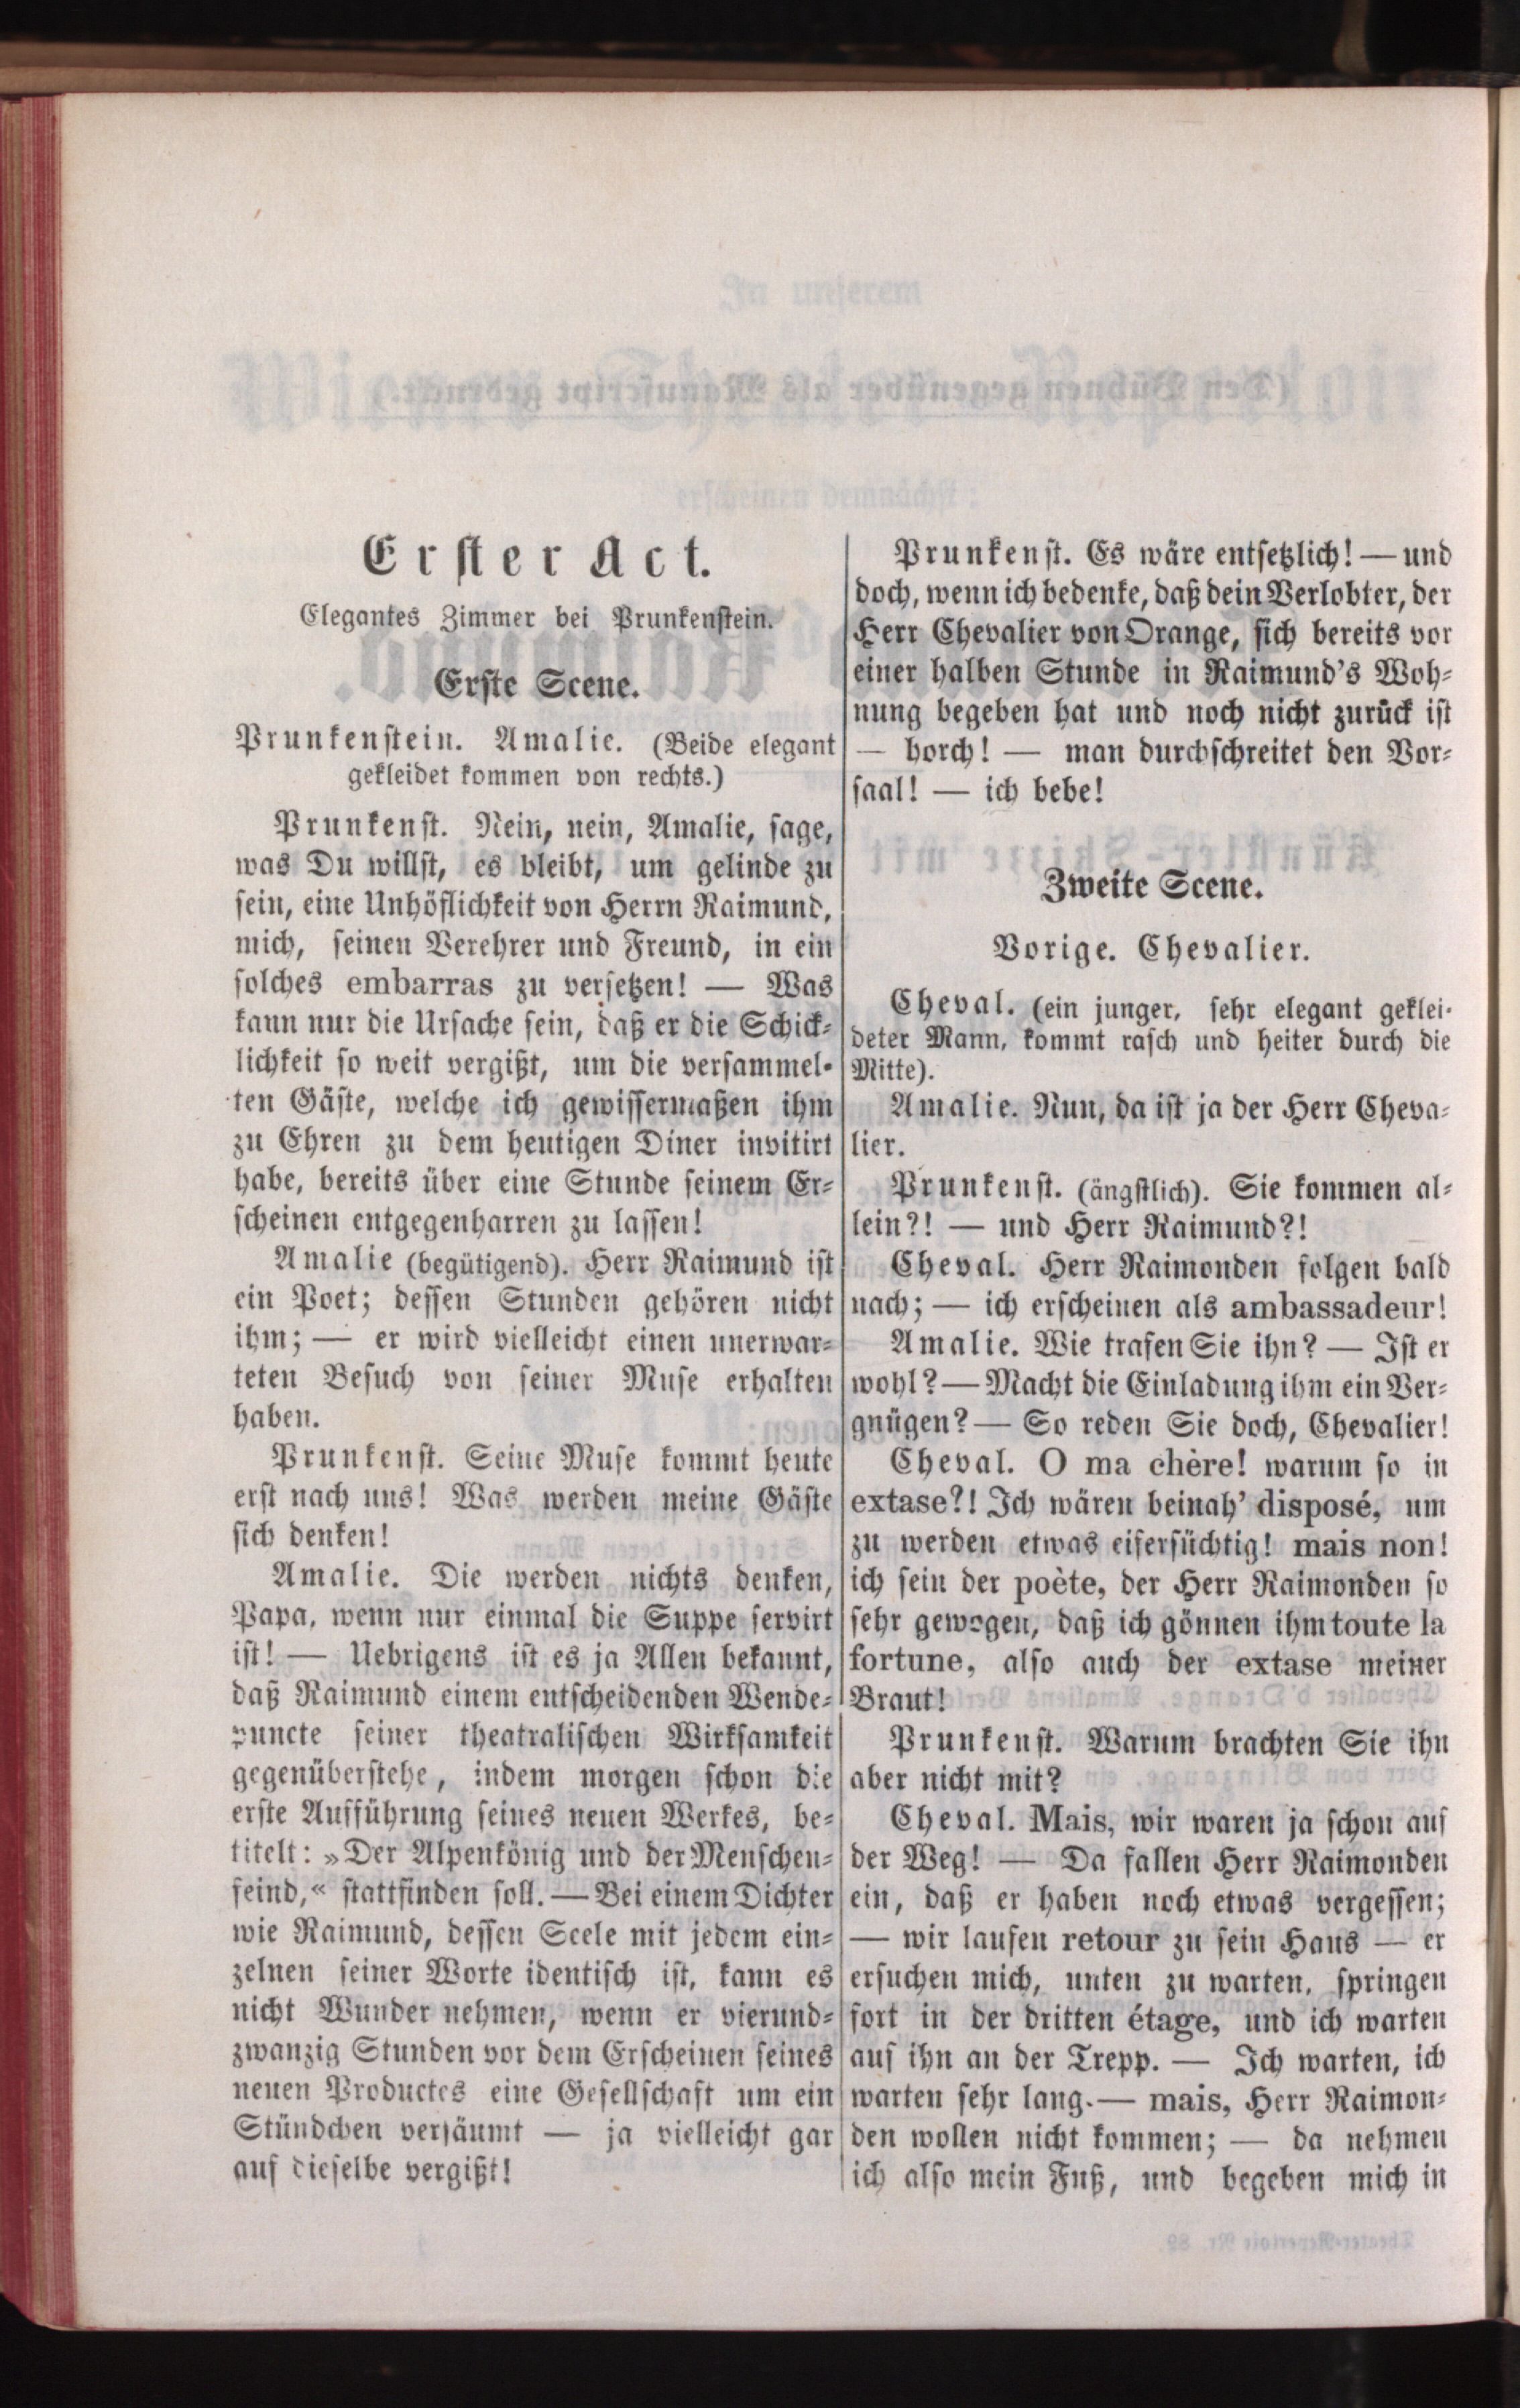 Erster Act.
Elegantes Zimmer bei Prunkenstein.
Erste Scene.
Prunkenstein. Amalie. (Beide elegant
gekleidet kommen von rechts.)
Prunkenst. Nein, nein, Amalie, sage,
was Du willst, es bleibt, um gelinde zu
sein, eine Unhöflichkeit von Herrn Raimund,
mich, seinen Verehrer und Freund, in ein
solches embarras zu versetzen! — Was
kann nur die Ursache sein, daß er die Schick-
lichkeit so weit vergißt, um die versammel-
ten Gäste, welche ich gewissermaßen ihm
zu Ehren zu dem heutigen Diner invitirt
habe, bereits über eine Stunde seinem Er-
scheinen entgegenharren zu lassen!
Amalie (begütigend). Herr Raimund ist
ein Poet; dessen Stunden gehören nicht
ihm; — er wird vielleicht einen unerwar-
teten Besuch von seiner Muse erhalten
haben.
Prunkenst. Seine Muse kommt heute
erst nach uns! Was werden meine Gäste
sich denken!
Amalie. Die werden nichts denken,
Papa, wenn nur einmal die Suppe servirt
ist! — Uebrigens ist es ja Allen bekannt,
daß Raimund einem entscheidenden Wende-
puncte seiner theatralischen Wirksamkeit
gegenüberstehe, indem morgen schon die
erste Aufführung seines neuen Werkes, be-
titelt: »Der Alpenkönig und der Menschen-
feind,“ stattfinden soll. — Bei einem Dichter
wie Raimund, dessen Seele mit jedem ein-
zelnen seiner Worte identisch ist, kann es
nicht Wunder nehmen, wenn er vierund-
zwanzig Stunden vor dem Erscheinen seines
neuen Productes eine Gesellschaft um ein
Stündchen versäumt — ja vielleicht gar
auf dieselbe vergißt!
Prunkenst. Es wäre entsetzlich! — und
doch, wenn ich bedenke, daß dein Verlobter, der
Herr Chevalier von Orange, sich bereits vor
einer halben Stunde in Raimund's Woh-
nung begeben hat und noch nicht zurück ist
— horch! — man durchschreitet den Vor-
saal! — ich bebe!
Zweite Scene.
Vorige. Chevalier.
Cheval. (ein junger, sehr elegant geklei-
deter Mann, kommt rasch und heiter durch die
Mitte).
Amalie. Nun, da ist ja der Herr Cheva-
lier.
Prunkenst. (ängstlich). Sie kommen al-
lein?! — und Herr Raimund?!
Cheval. Herr Raimonden folgen bald
nach; — ich erscheinen als ambassadeur!
Amalie. Wie trafen Sie ihn? — Ist er
wohl? — Macht die Einladung ihm ein Ver-
gnügen? — So reden Sie doch, Chevalier!
Cheval. O ma chère! warum so in
extase?! Ich wären beinah' disposé, um
zu werden etwas eifersüchtig! mais non!
ich sein der poète, der Herr Raimonden so
sehr gewogen, daß ich gönnen ihm toute la
fortune, also auch der extase meiner
Braut!
Prunkenst. Warum brachten Sie ihn
aber nicht mit?
Cheval. Mais, wir waren ja schon auf
der Weg! — Da fallen Herr Raimonden
ein, daß er haben noch etwas vergessen;
— wir laufen retour zu sein Haus — er
ersuchen mich, unten zu warten, springen
fort in der dritten étage, und ich warten
auf ihn an der Trepp. — Ich warten, ich
warten sehr lang. — mais, Herr Raimon-
den wollen nicht kommen; — da nehmen
ich also mein Fuß, und begeben mich in